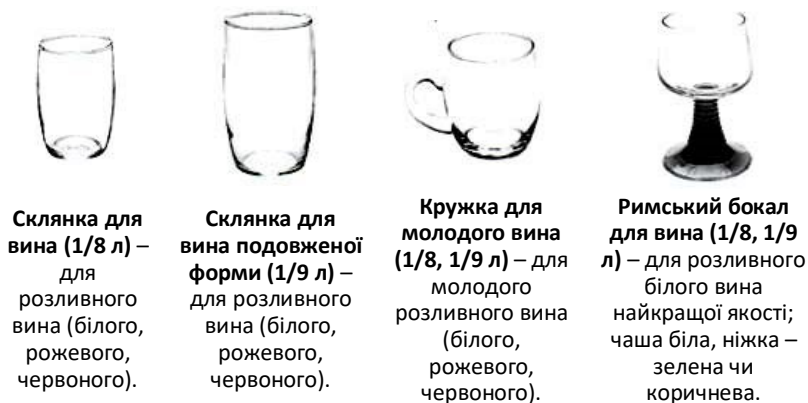 Склянка для
вина (1/8 л) –
для
розливного
вина (білого,
рожевого,
червоного).
Склянка для
вина подовженої
форми (1/9 л) –
для розливного
вина (білого,
рожевого,
червоного).
Кружка для
молодого вина
(1/8, 1/9 л) – для
молодого
розливного вина
(білого,
рожевого,
червоного).
Римський бокал
для вина (1/8, 1/9
л) – для розливного
білого вина
найкращої якості;
чаша біла, ніжка –
зелена чи
коричнева.